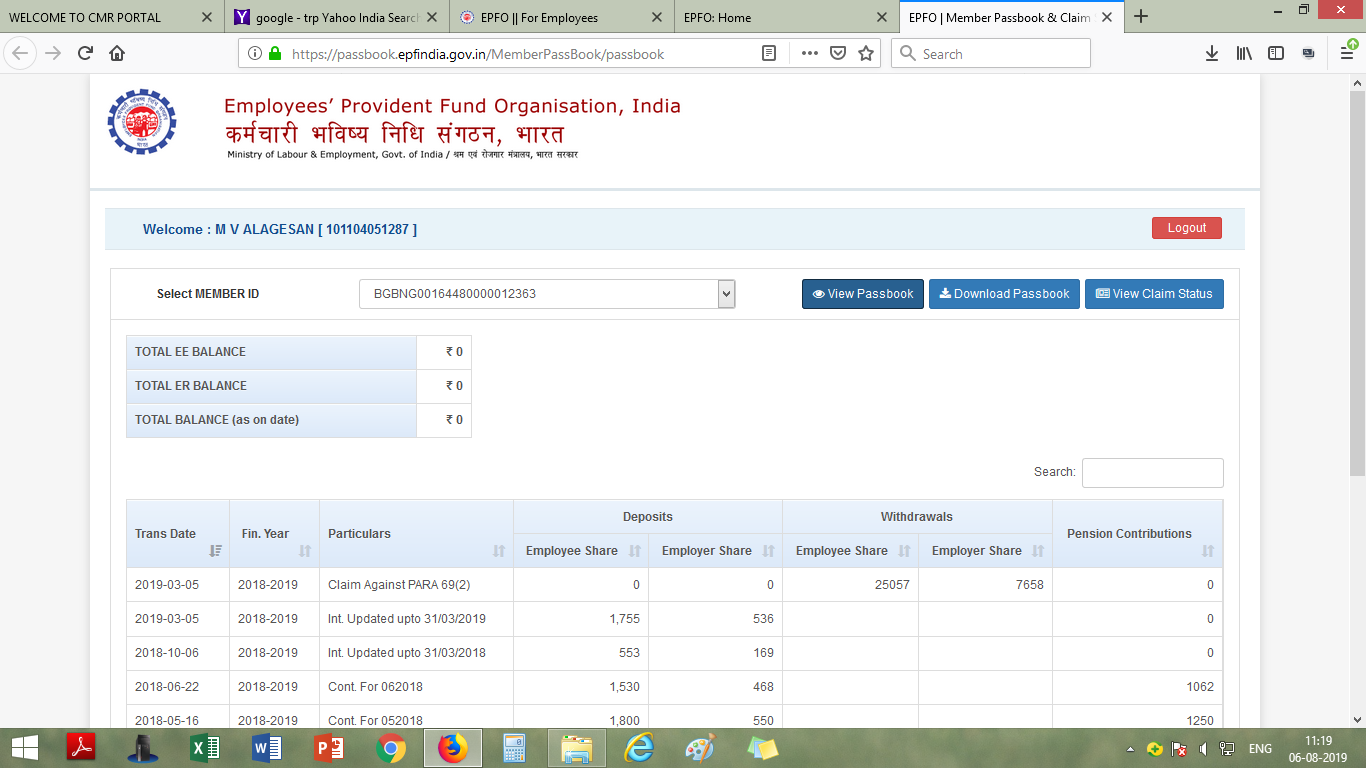 WELCOME TO CMR PORTAL
google - trp Yahoo India Search
EPFO || For Employees
EPFO: Home
EPFO | Member Passbook & Claim
https://passbook.epfindia.gov.in/MemberPassBook/passbook
Search
Employees' Provident Fund Organisation, India
कर्मचारी भविष्य निधि संगठन, भारत
Ministry of Labour & Employment, Govt. of India / श्रम एवं रोजगार मंत्रालय, भारत सरकार
Welcome : M V ALAGESAN [ 101104051287 ]
Logout
Select MEMBER ID
BGBNG00164480000012363
View Passbook
Download Passbook
View Claim Status
TOTAL EE BALANCE ₹ 0
TOTAL ER BALANCE ₹ 0
TOTAL BALANCE (as on date) ₹ 0
Search:
Trans Date Fin. Year Particulars Deposits Withdrawals Pension Contributions
Employee Share Employer Share Employee Share Employer Share
2019-03-05 2018-2019 Claim Against PARA 69(2) 0 0 25057 7658 0
2019-03-05 2018-2019 Int. Updated upto 31/03/2019 1,755 536 0
2018-10-06 2018-2019 Int. Updated upto 31/03/2018 553 169 0
2018-06-22 2018-2019 Cont. For 062018 1,530 468 1062
2018-05-16 2018-2019 Cont. For 052018 1,800 550 1250
ENG
11:19
06-08-2019